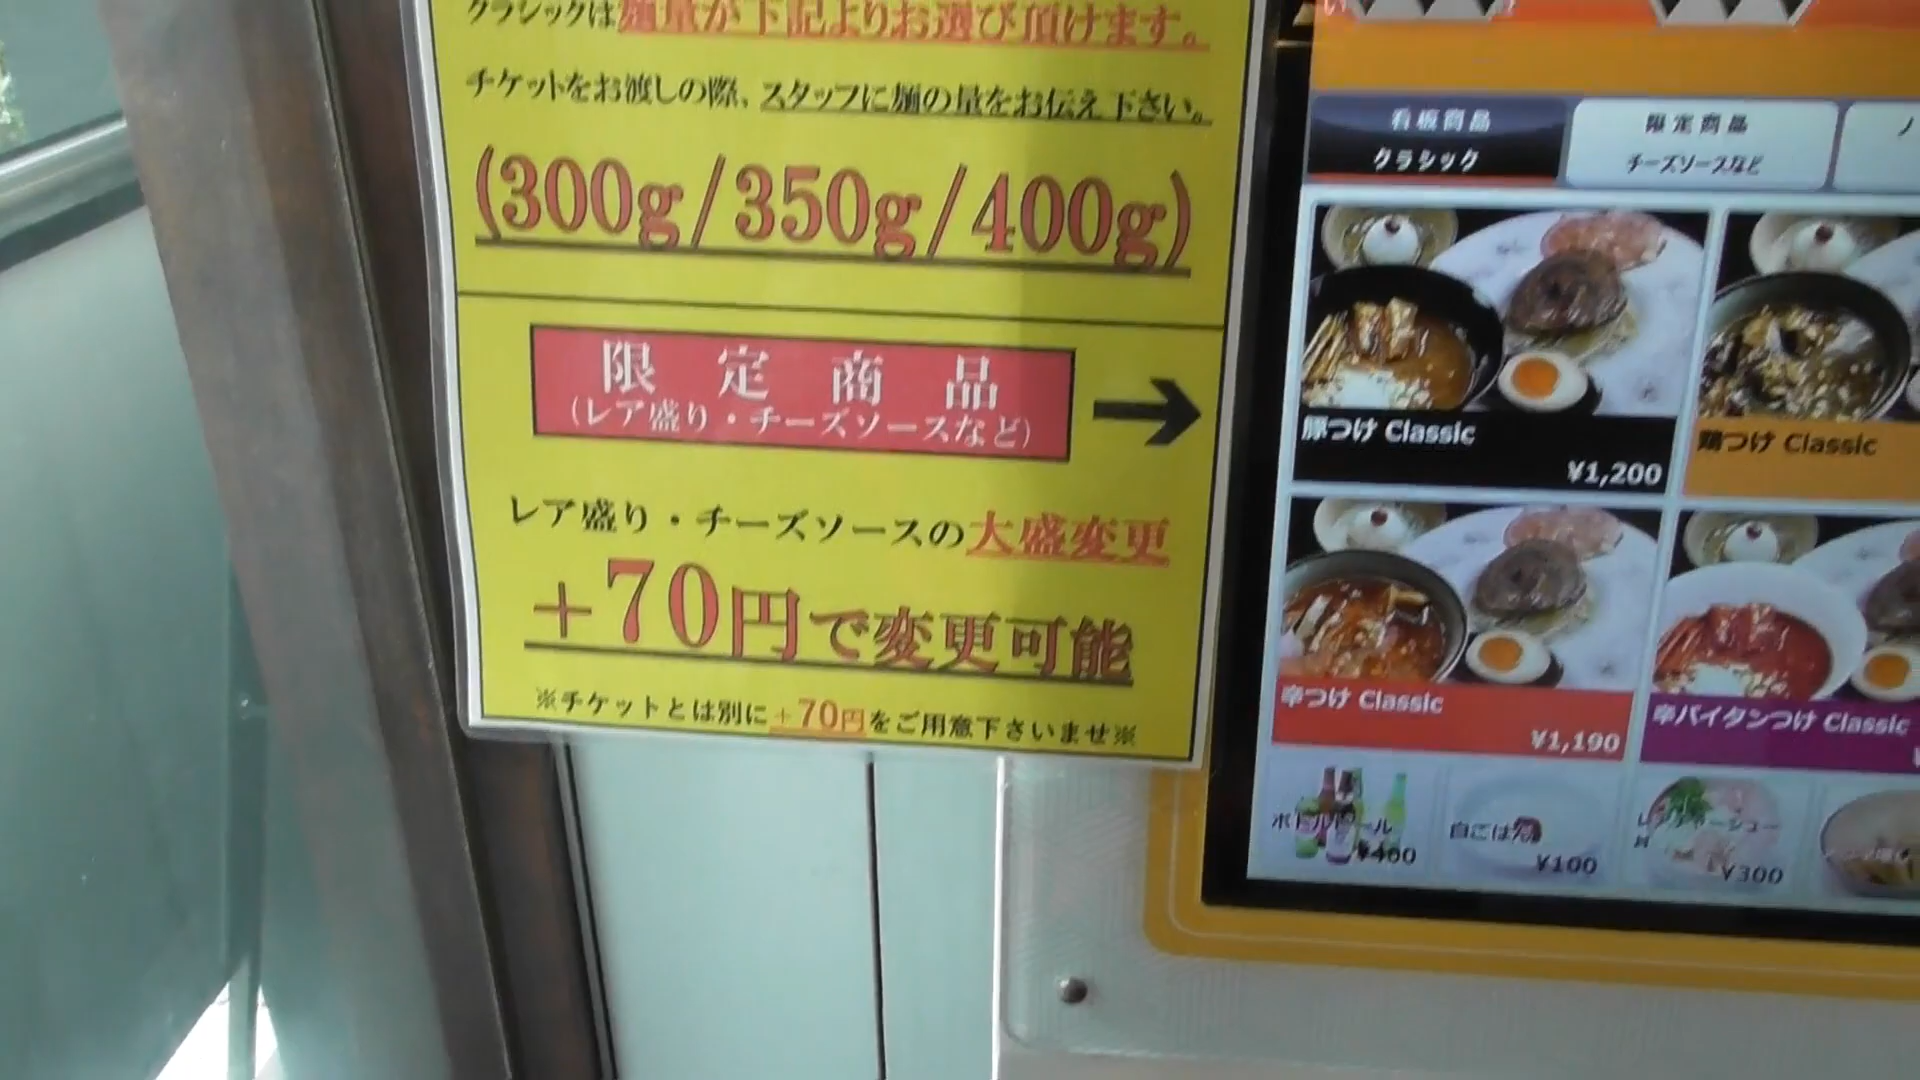 クラシックは麺量が下記よりお選び頂けます。
チケットをお渡しの際、スタッフに麺の量をお伝え下さい。
(300g/350g/400g)
限定商品
(レア盛り・チーズソースなど)
レア盛り・チーズソースの大盛変更
+70円で変更可能
※チケットとは別に+70円をご用意下さいませ※
看板商品
クラシック
限定商品
チーズソースなど
豚つけ Classic
¥1,200
鶏つけ Classic
辛つけ Classic
¥1,190
辛パイタンつけ Classic
ボトルビール
¥400
白ごはん
¥100
¥300